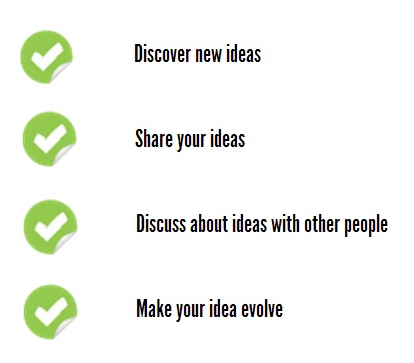 Discover new ideas
Share your ideas
Discuss about ideas with other people
Make your idea evolve